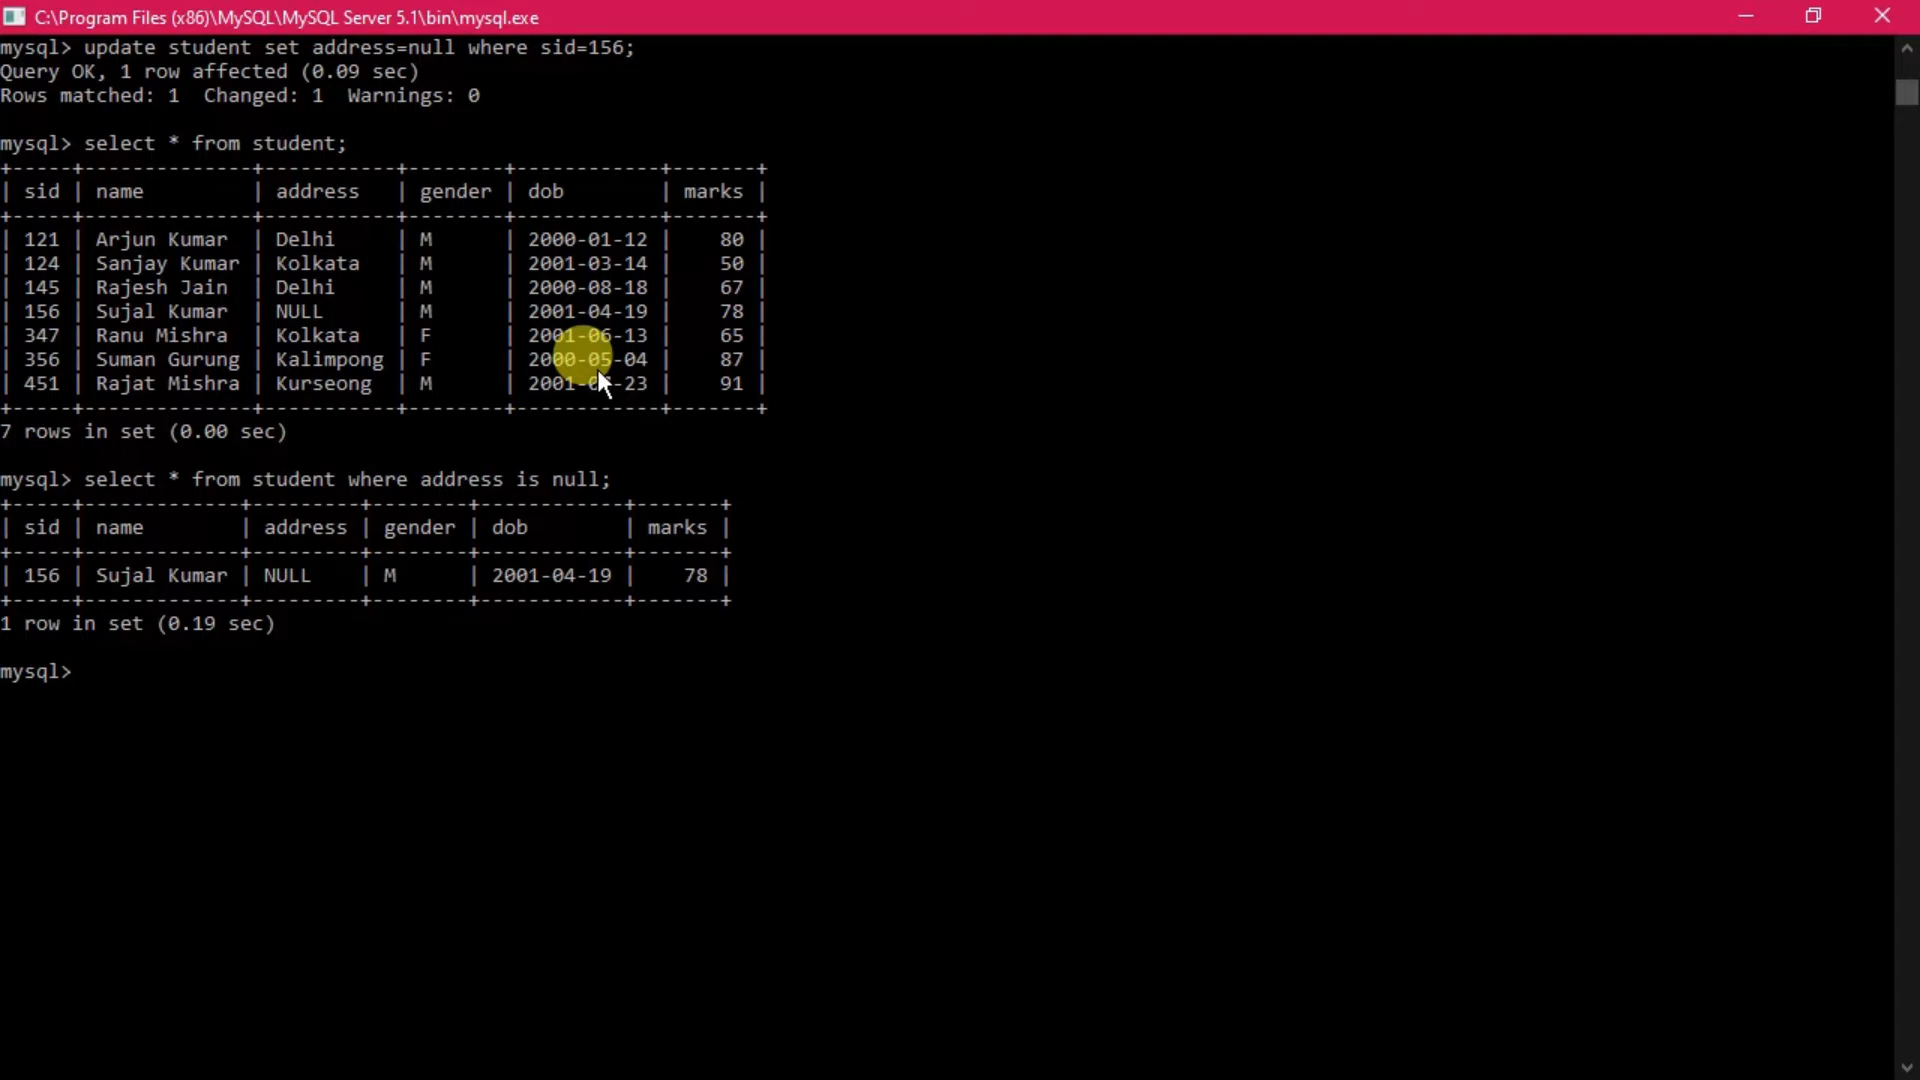 C:\Program Files (x86)\MySQL\MySQL Server 5.1\bin\mysql.exe
mysql> update student set address=null where sid=156;
Query OK, 1 row affected (0.09 sec)
Rows matched: 1  Changed: 1  Warnings: 0
mysql> select * from student;
+-----+--------------+-----------+--------+------------+-------+
| sid | name         | address   | gender | dob        | marks |
+-----+--------------+-----------+--------+------------+-------+
| 121 | Arjun Kumar  | Delhi     | M      | 2000-01-12 |    80 |
| 124 | Sanjay Kumar | Kolkata   | M      | 2001-03-14 |    50 |
| 145 | Rajesh Jain  | Delhi     | M      | 2000-08-18 |    67 |
| 156 | Sujal Kumar  | NULL      | M      | 2001-04-19 |    78 |
| 347 | Ranu Mishra  | Kolkata   | F      | 2001-06-13 |    65 |
| 356 | Suman Gurung | Kalimpong | F      | 2000-05-04 |    87 |
| 451 | Rajat Mishra | Kurseong  | M      |            |    91 |
+-----+--------------+-----------+--------+------------+-------+
7 rows in set (0.00 sec)
mysql> select * from student where address is null;
+-----+-------------+---------+--------+------------+-------+
| sid | name        | address | gender | dob        | marks |
+-----+-------------+---------+--------+------------+-------+
| 156 | Sujal Kumar | NULL    | M      | 2001-04-19 |    78 |
+-----+-------------+---------+--------+------------+-------+
1 row in set (0.19 sec)
mysql>